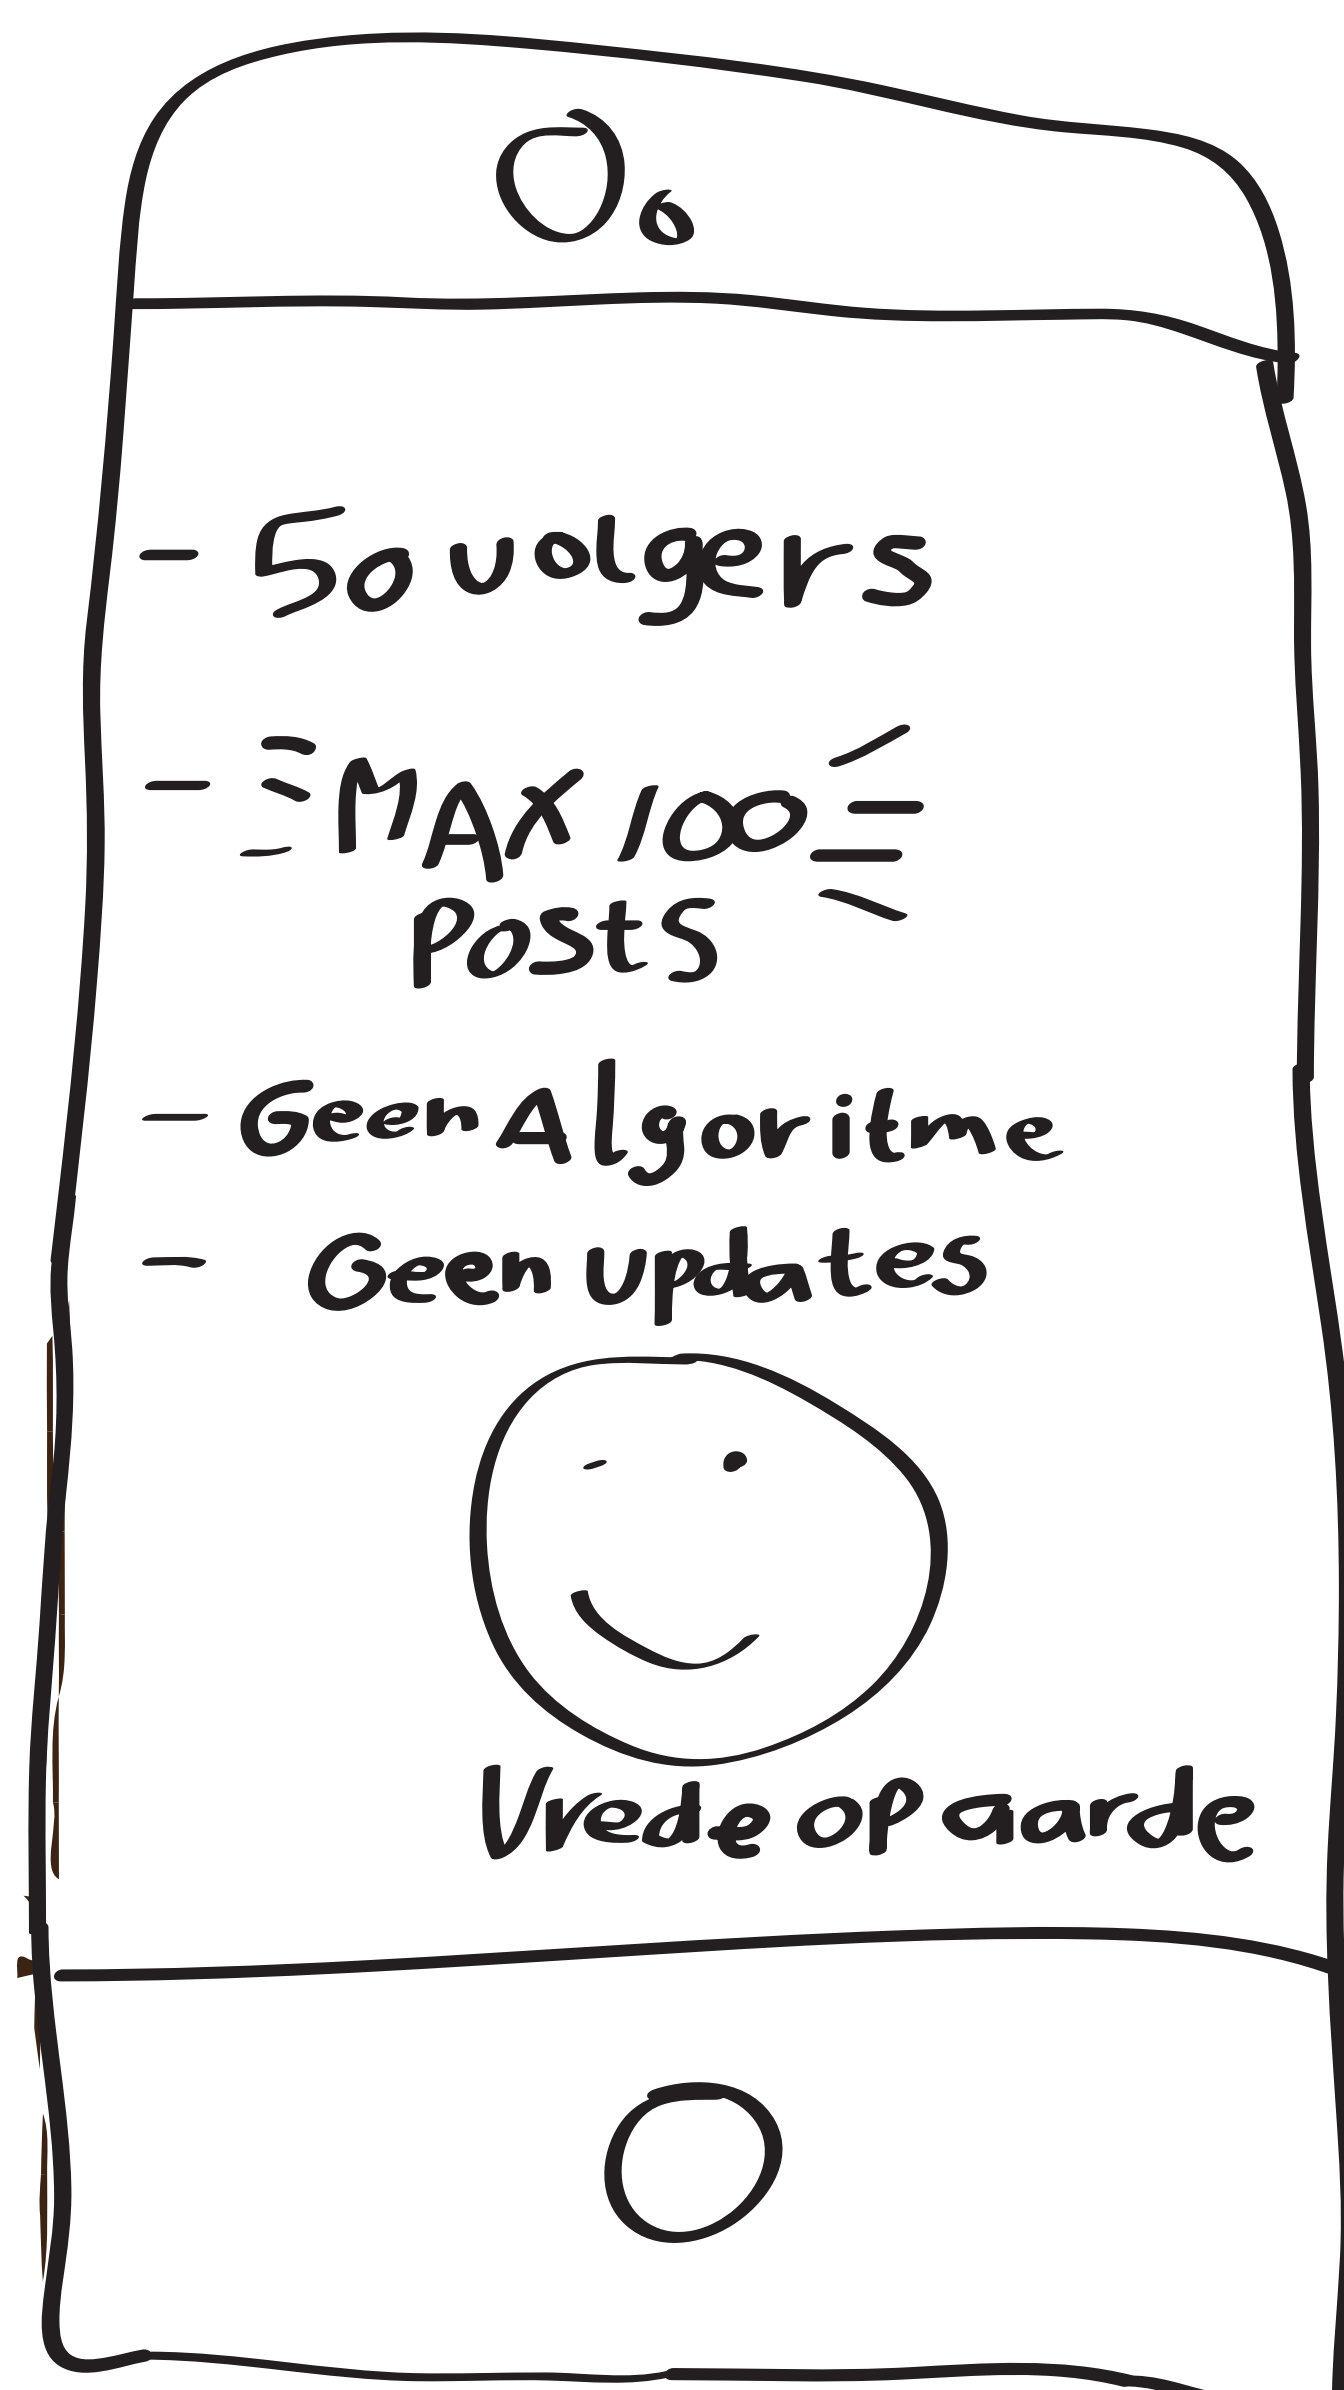 - 50 volgers
- MAX 100
posts
- Geen Algoritme
- Geen updates
Vrede op aarde